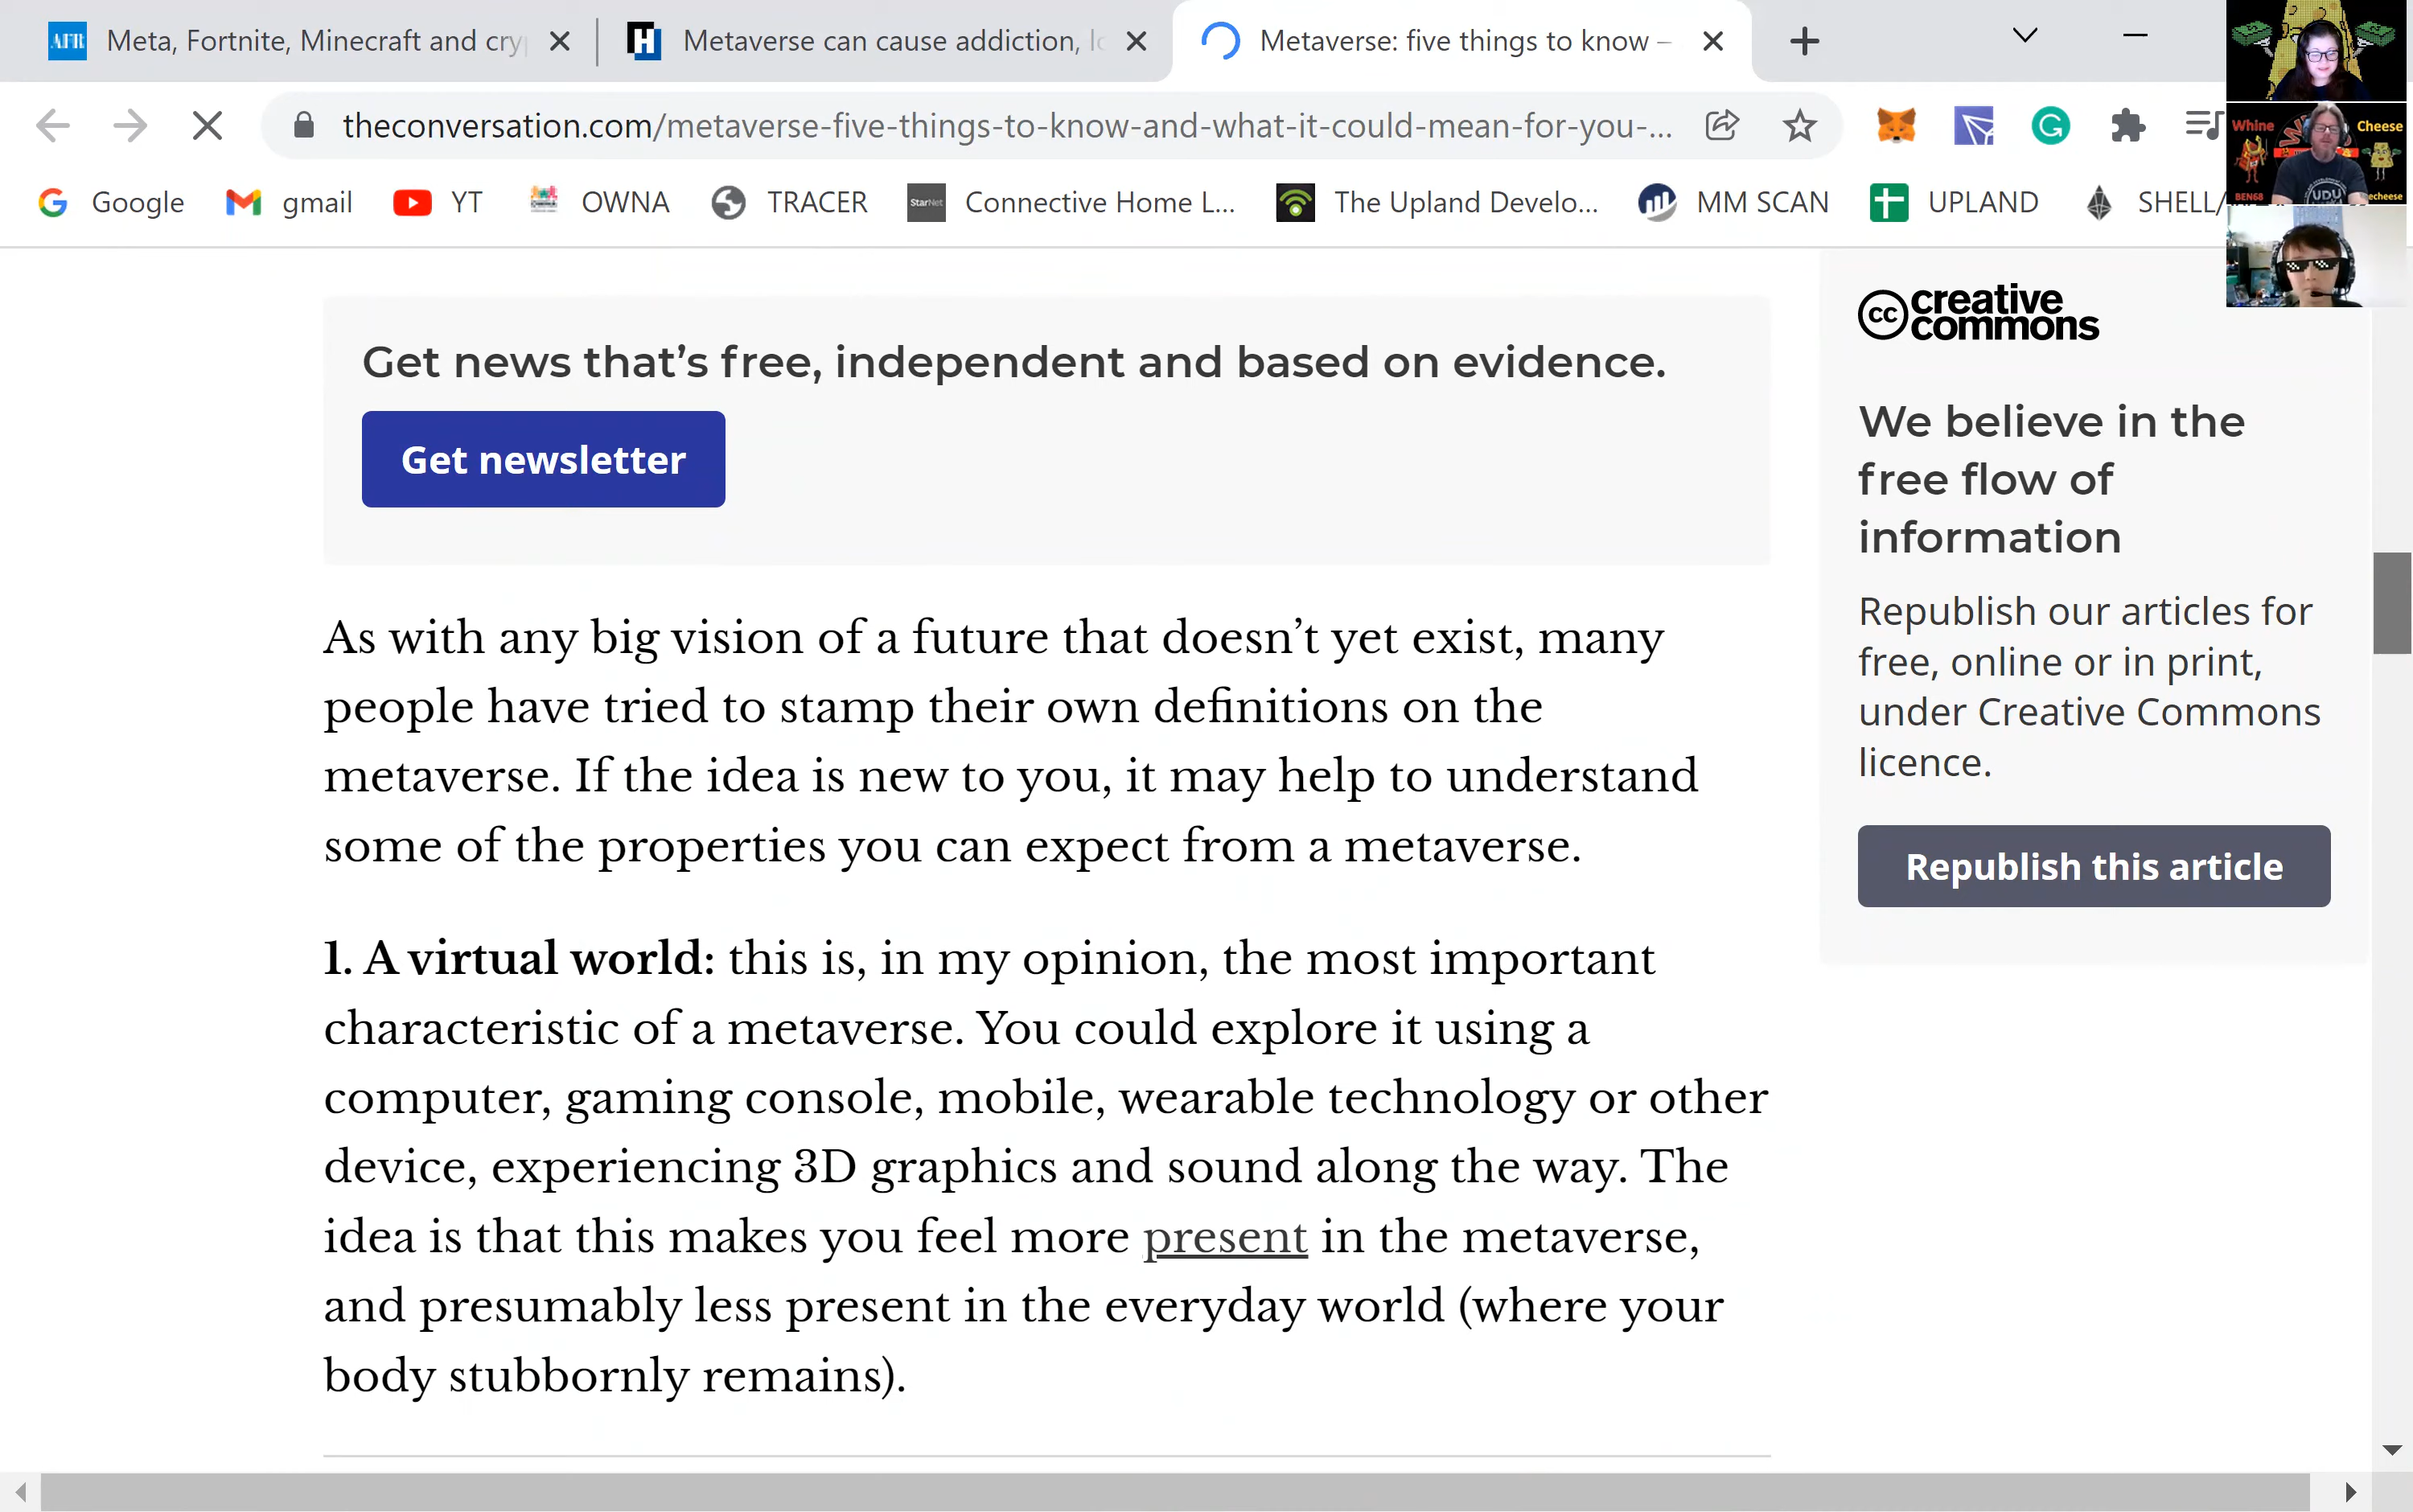 AFR Meta, Fortnite, Minecraft and cry
H Metaverse can cause addiction, lo
Metaverse: five things to know –
theconversation.com/metaverse-five-things-to-know-and-what-it-could-mean-for-you-...
Google
gmail
YT
OWNA
TRACER
StarNet Connective Home L...
The Upland Develo...
MM SCAN
UPLAND
SHELL/
Whine
Cheese
BEN68
UDU
echeese
Get news that's free, independent and based on evidence.
Get newsletter
As with any big vision of a future that doesn't yet exist, many
people have tried to stamp their own definitions on the
metaverse. If the idea is new to you, it may help to understand
some of the properties you can expect from a metaverse.
1. A virtual world: this is, in my opinion, the most important
characteristic of a metaverse. You could explore it using a
computer, gaming console, mobile, wearable technology or other
device, experiencing 3D graphics and sound along the way. The
idea is that this makes you feel more present in the metaverse,
and presumably less present in the everyday world (where your
body stubbornly remains).
cc creative
commons
We believe in the
free flow of
information
Republish our articles for
free, online or in print,
under Creative Commons
licence.
Republish this article